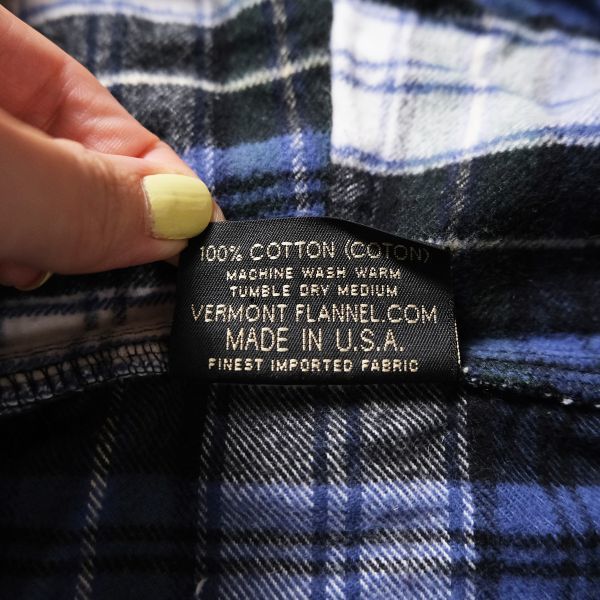 100% COTTON (COTON)
MACHINE WASH WARM
TUMBLE DRY MEDIUM
VERMONT FLANNEL.COM
MADE IN U.S.A.
FINEST IMPORTED FABRIC